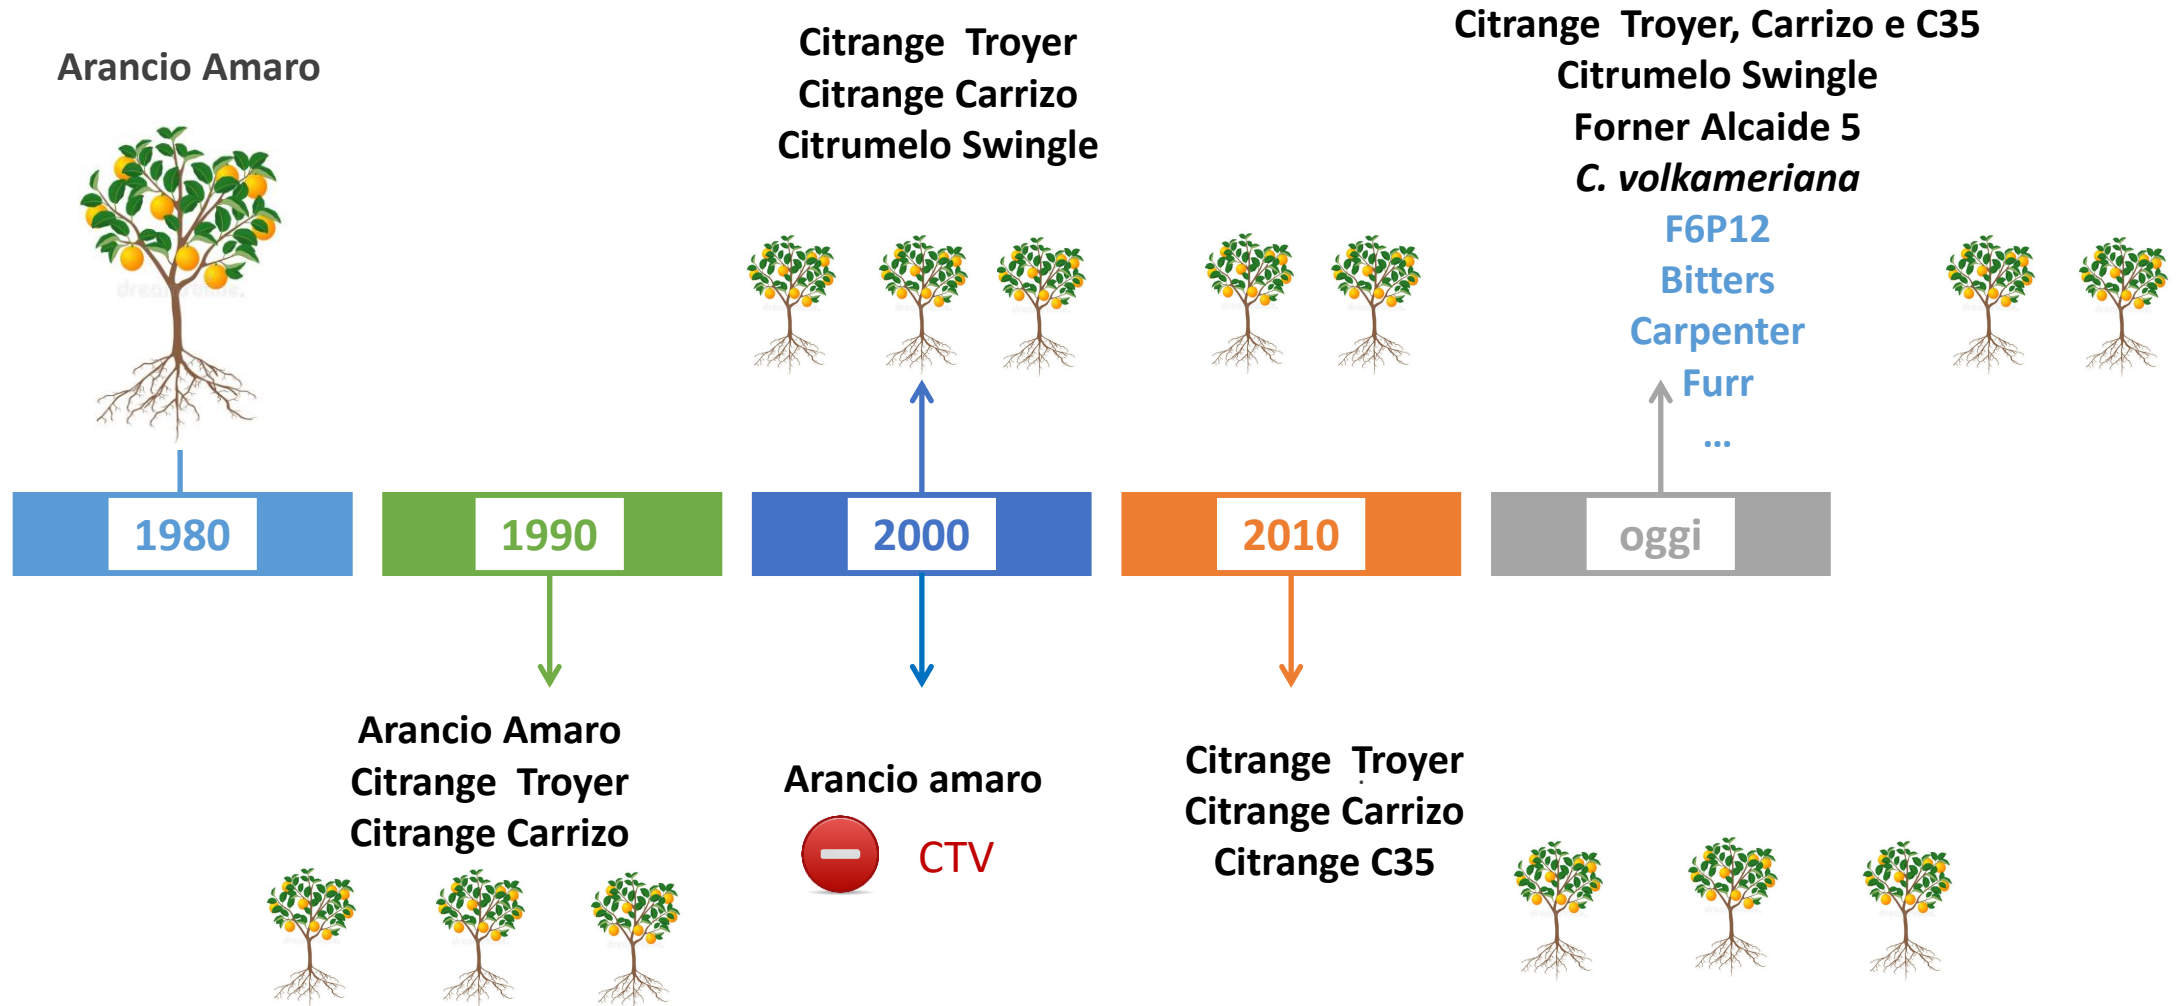 Arancio Amaro
Citrange Troyer
Citrange Carrizo
Citrumelo Swingle
Citrange Troyer, Carrizo e C35
Citrumelo Swingle
Forner Alcaide 5
C. volkameriana
F6P12
Bitters
Carpenter
Furr
...
1980
1990
2000
2010
oggi
Arancio Amaro
Citrange Troyer
Citrange Carrizo
Arancio amaro
CTV
Citrange Troyer
Citrange Carrizo
Citrange C35